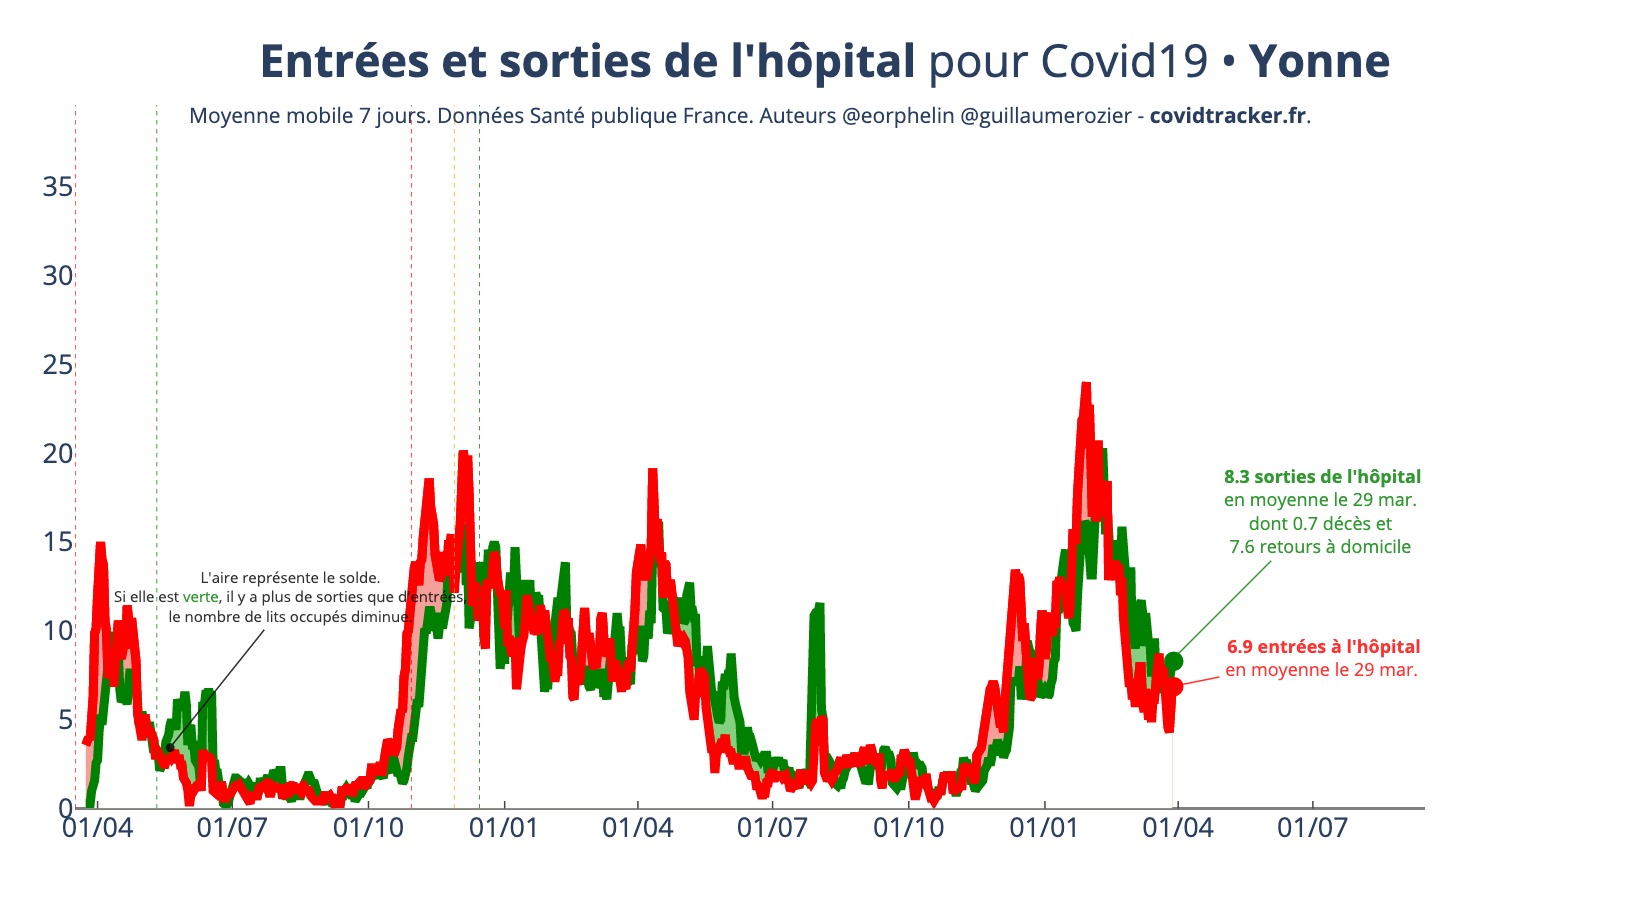 Entrées et sorties de l'hôpital pour Covid19 • Yonne
Moyenne mobile 7 jours. Données Santé publique France. Auteurs @eorphelin @guillaumerozier - covidtracker.fr.
35
30
25
20
15
10
5
0
L'aire représente le solde.
Si elle est verte, il y a plus de sorties que d'entrées,
le nombre de lits occupés diminue.
8.3 sorties de l'hôpital
en moyenne le 29 mar.
dont 0.7 décès et
7.6 retours à domicile
6.9 entrées à l'hôpital
en moyenne le 29 mar.
01/04 01/07 01/10 01/01 01/04 01/07 01/10 01/01 01/04 01/07